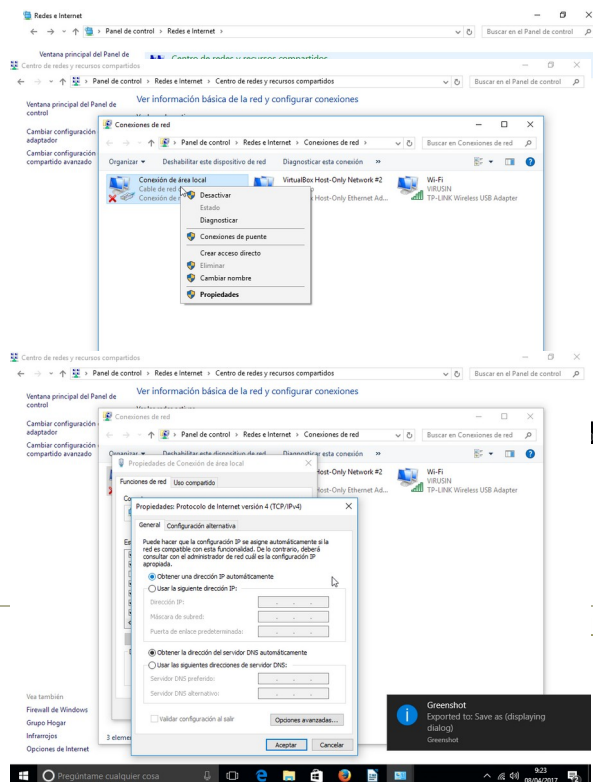 Redes e Internet
Panel de control > Redes e Internet >
Buscar en el Panel de control
Ventana principal del Panel de
Centro de redes y recursos compartidos
Centro de redes y recursos compartidos
Panel de control > Redes e Internet > Centro de redes y recursos compartidos
Buscar en el Panel de control
Ventana principal del Panel de control
Ver información básica de la red y configurar conexiones
Cambiar configuración adaptador
Cambiar configuración compartido avanzado
Conexiones de red
Panel de control > Redes e Internet > Conexiones de red >
Buscar en Conexiones de red
Organizar
Deshabilitar este dispositivo de red
Diagnosticar esta conexión
»
Conexión de área local
Cable de red
Conexión de
VirtualBox Host-Only Network #2
Host-Only Ethernet Ad...
Wi-Fi
VIRUSIN
TP-LINK Wireless USB Adapter
Desactivar
Estado
Diagnosticar
Conexiones de puente
Crear acceso directo
Eliminar
Cambiar nombre
Propiedades
Centro de redes y recursos compartidos
Panel de control > Redes e Internet > Centro de redes y recursos compartidos
Buscar en el Panel de control
Ventana principal del Panel de control
Ver información básica de la red y configurar conexiones
Cambiar configuración adaptador
Cambiar configuración compartido avanzado
Conexiones de red
Panel de control > Redes e Internet > Conexiones de red >
Buscar en Conexiones de red
Organizar
Deshabilitar este dispositivo de red
Diagnosticar esta conexión
»
Host-Only Network #2
Host-Only Ethernet Ad...
Wi-Fi
VIRUSIN
TP-LINK Wireless USB Adapter
Propiedades de Conexión de área local
Funciones de red
Uso compartido
Propiedades: Protocolo de Internet versión 4 (TCP/IPv4)
General
Configuración alternativa
Puede hacer que la configuración IP se asigne automáticamente si la
red es compatible con esta funcionalidad. De lo contrario, deberá
consultar con el administrador de red cuál es la configuración IP
apropiada.
Obtener una dirección IP automáticamente
Usar la siguiente dirección IP:
Dirección IP:
Máscara de subred:
Puerta de enlace predeterminada:
Obtener la dirección del servidor DNS automáticamente
Usar las siguientes direcciones de servidor DNS:
Servidor DNS preferido:
Servidor DNS alternativo:
Validar configuración al salir
Opciones avanzadas...
Aceptar
Cancelar
Vea también
Firewall de Windows
Grupo Hogar
Infrarrojos
Opciones de Internet
3 eleme
Greenshot
Exported to: Save as (displaying
dialog)
Greenshot
Pregúntame cualquier cosa
9:23
08/04/2017